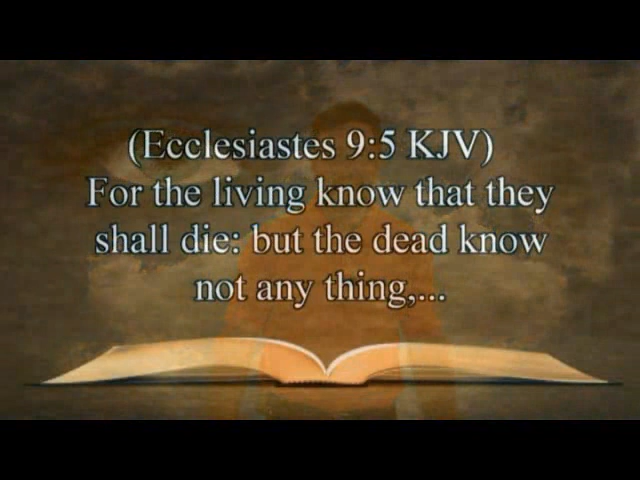 (Ecclesiastes 9:5 KJV)
For the living know that they
shall die: but the dead know
not any thing,...